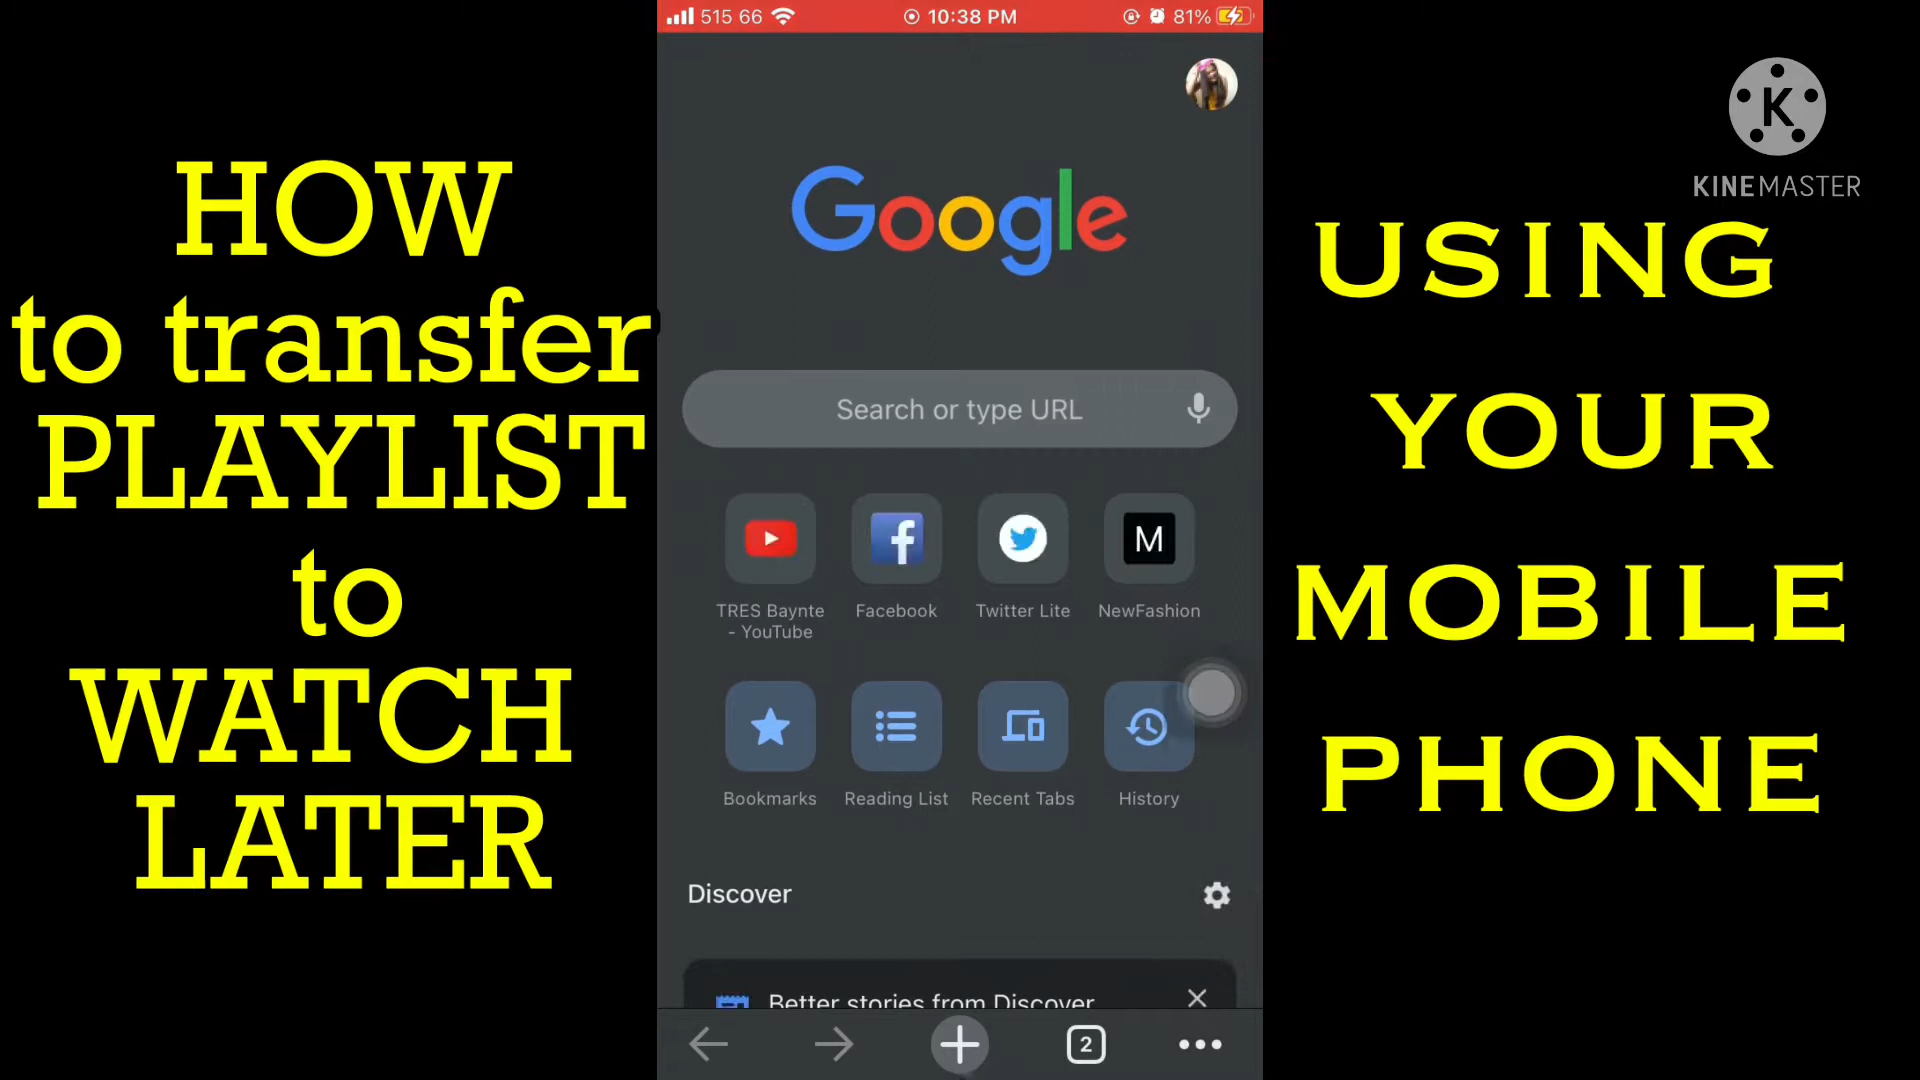 HOW
to transfer
PLAYLIST
to
WATCH
LATER
515 66
10:38 PM
81%
Google
Search or type URL
TRES Baynte
- YouTube
Facebook
Twitter Lite
M
NewFashion
Bookmarks
Reading List
Recent Tabs
History
Discover
Better stories from Discover
2
K
KINEMASTER
USING
YOUR
MOBILE
PHONE